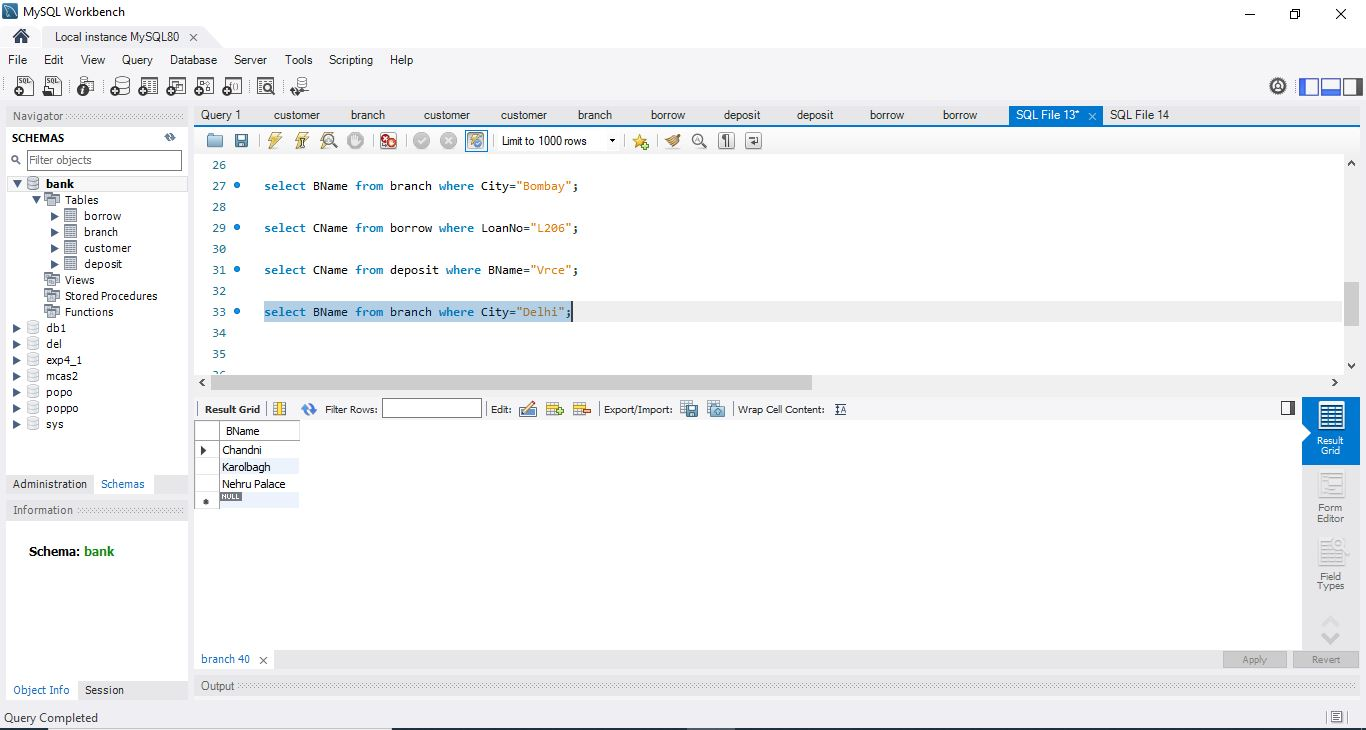 MySQL Workbench
Local instance MySQL80
File Edit View Query Database Server Tools Scripting Help
Navigator
SCHEMAS
Filter objects
bank
Tables
borrow
branch
customer
deposit
Views
Stored Procedures
Functions
db1
del
exp4_1
mcas2
popo
poppo
sys
Administration Schemas
Information
Schema: bank
Object Info Session
Query 1 customer branch customer customer branch borrow deposit deposit borrow borrow SQL File 13* SQL File 14
Limit to 1000 rows
26
27 select BName from branch where City="Bombay";
28
29 select CName from borrow where LoanNo="L206";
30
31 select CName from deposit where BName="Vrce";
32
33 select BName from branch where City="Delhi";
34
35
36
Result Grid Filter Rows: Edit: Export/Import: Wrap Cell Content:
BName
Chandni
Karolbagh
Nehru Palace
NULL
Result
Grid
Form
Editor
Field
Types
branch 40
Apply Revert
Output
Query Completed